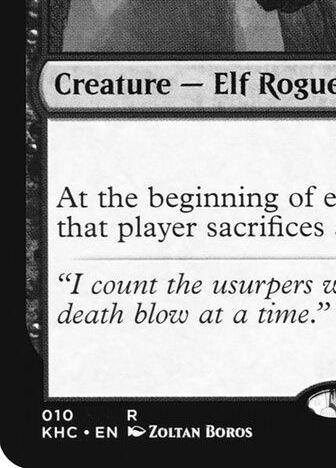 Creature — Elf Rogue
At the beginning of e
that player sacrifices
“I count the usurpers w
death blow at a time.”
010 R
KHC • EN Zoltan Boros